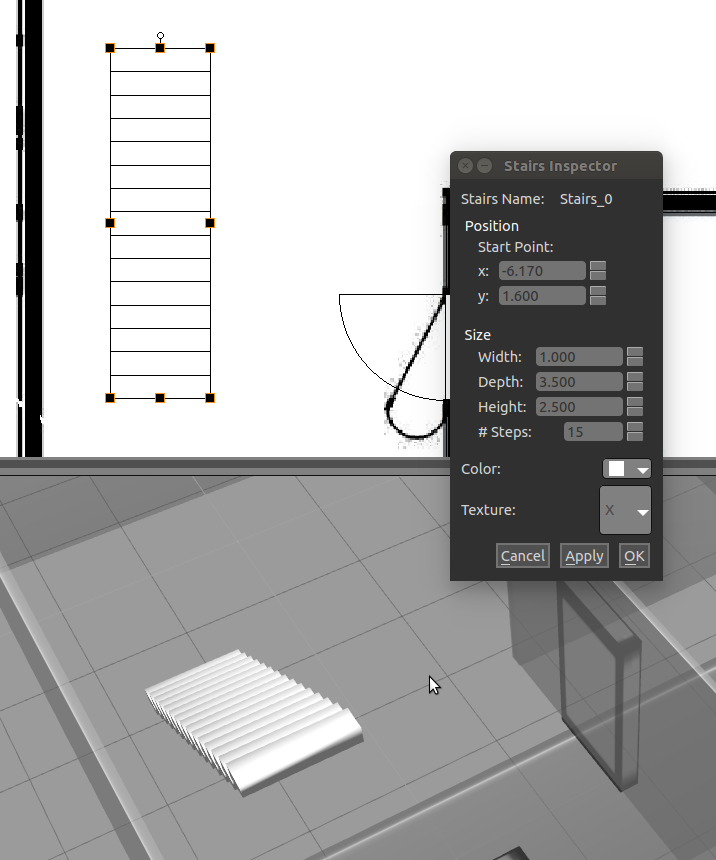 Stairs Inspector
Stairs Name: Stairs_0
Position
Start Point:
x: -6.170
y: 1.600
Size
Width: 1.000
Depth: 3.500
Height: 2.500
# Steps: 15
Color:
Texture: X
Cancel Apply OK